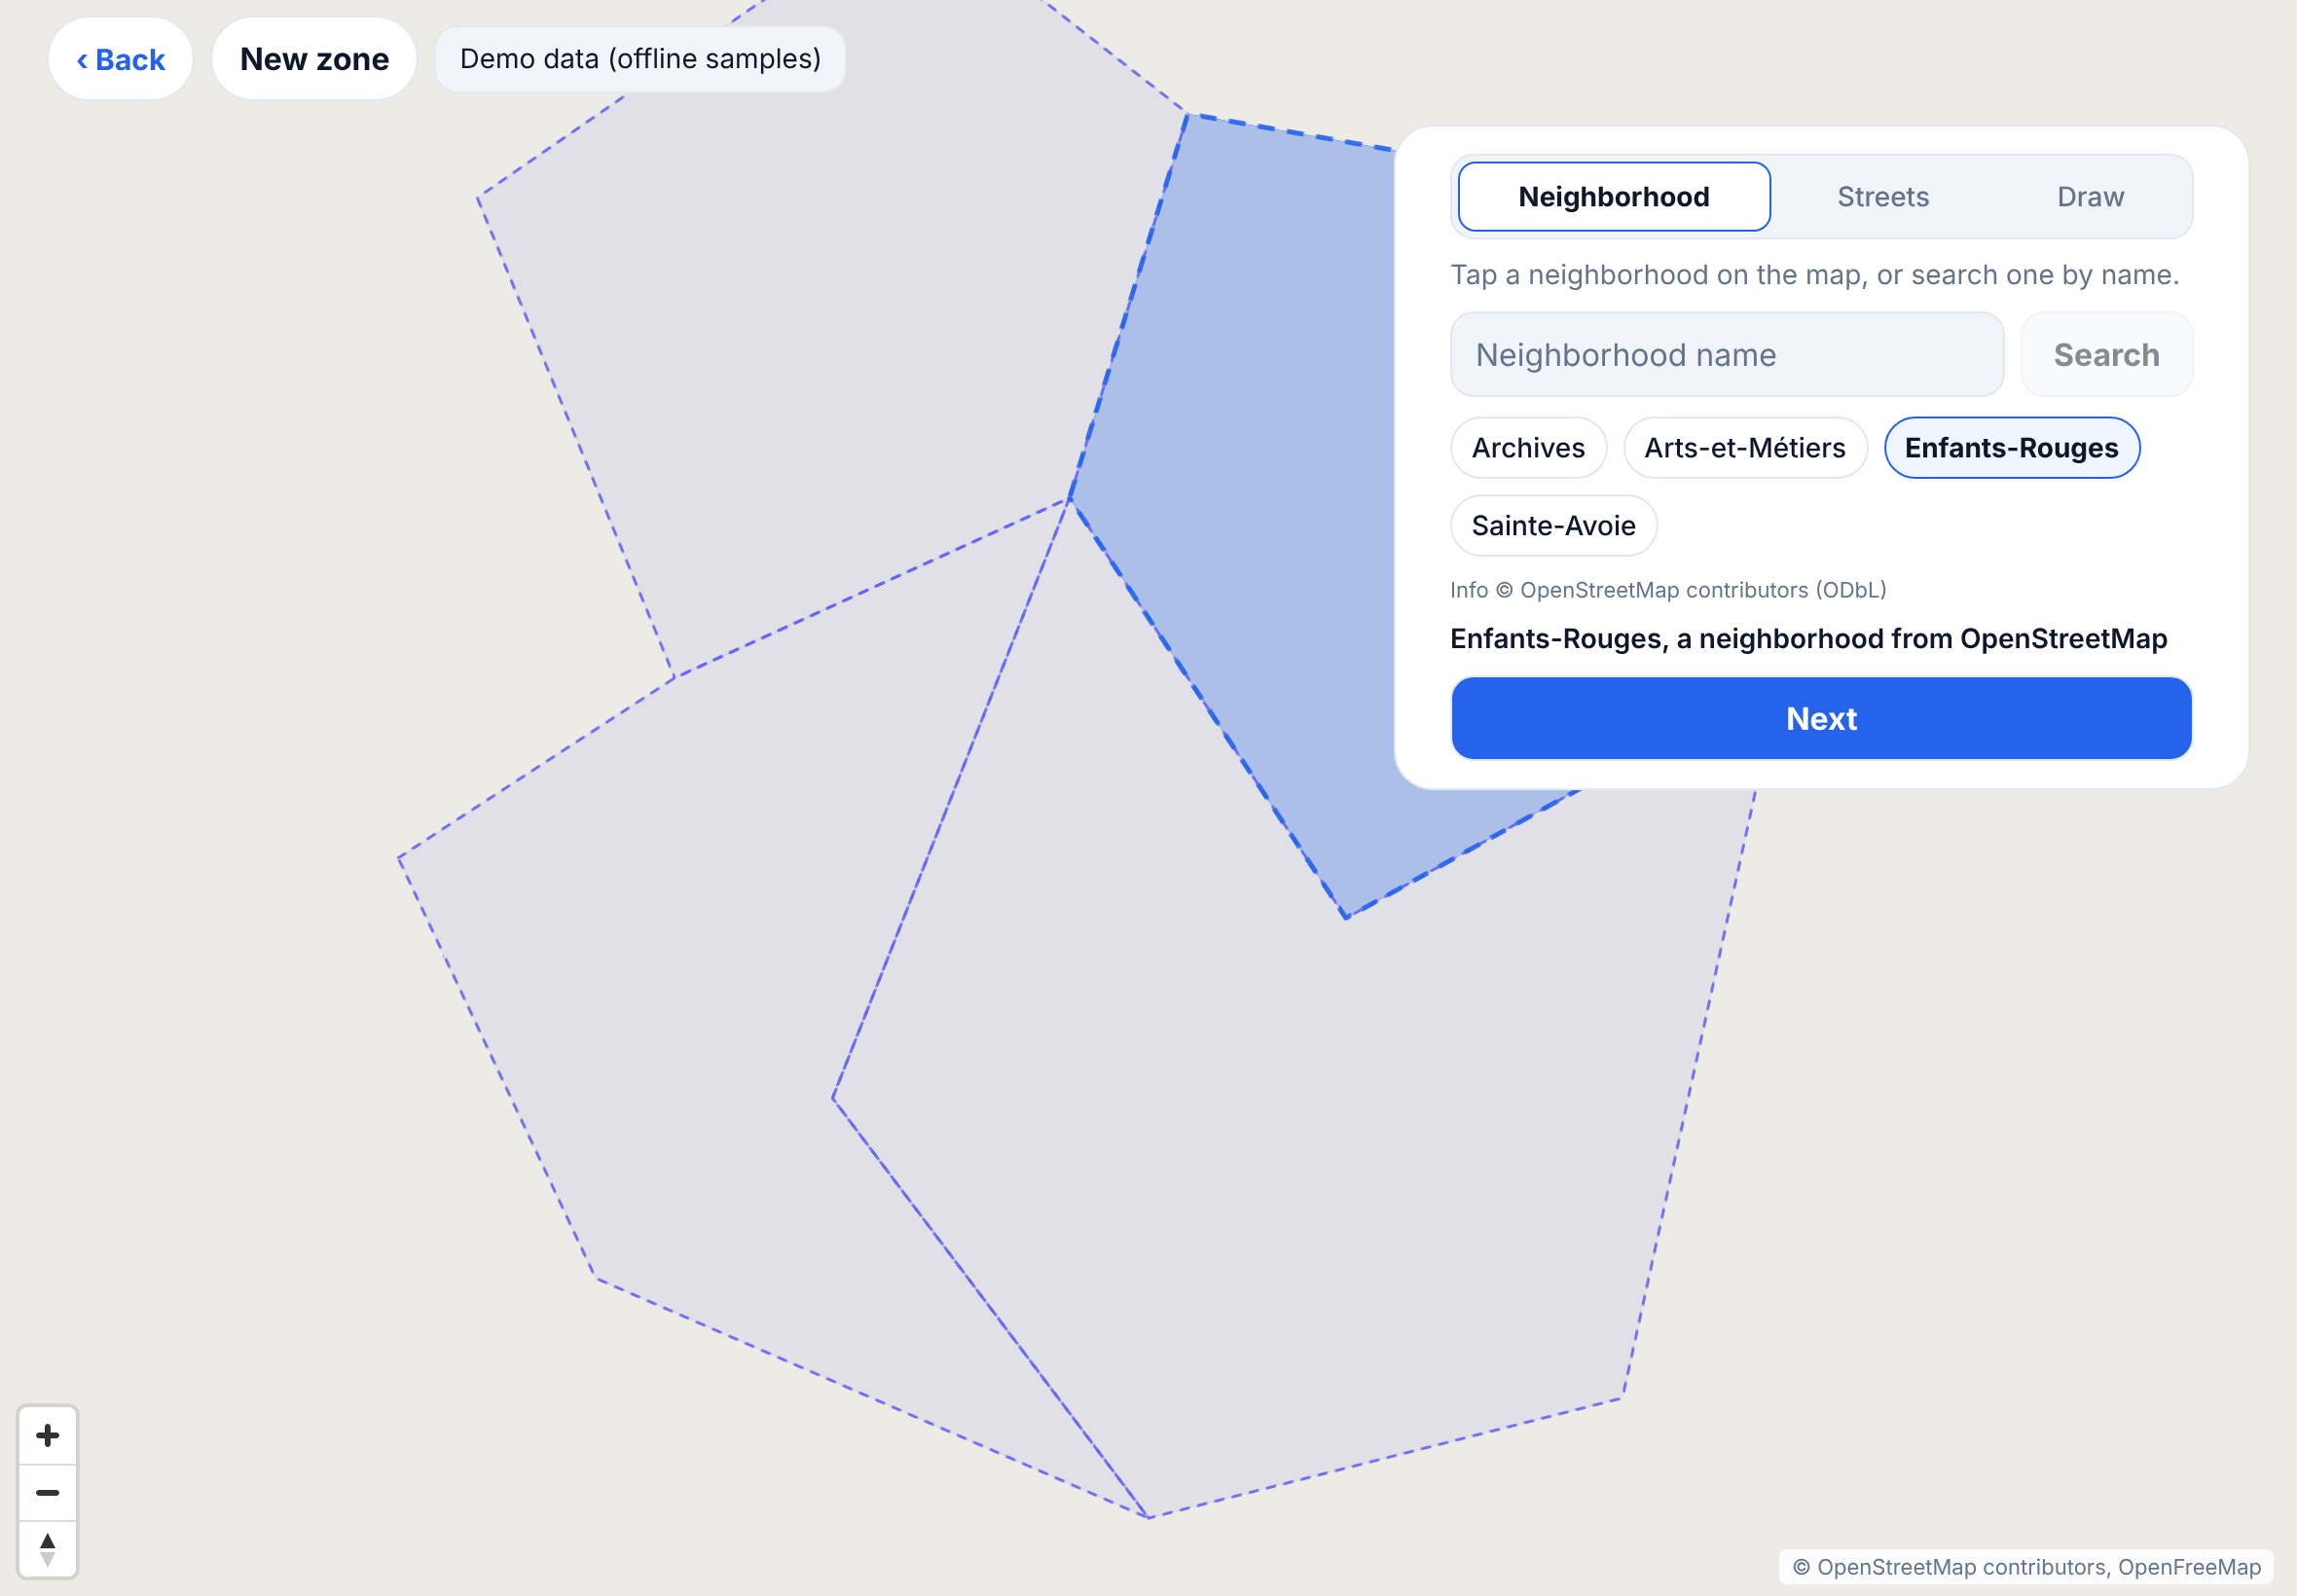 ‹ Back
New zone
Demo data (offline samples)
Neighborhood
Streets
Draw
Tap a neighborhood on the map, or search one by name.
Neighborhood name
Search
Archives
Arts-et-Métiers
Enfants-Rouges
Sainte-Avoie
Info © OpenStreetMap contributors (ODbL)
Enfants-Rouges, a neighborhood from OpenStreetMap
Next
© OpenStreetMap contributors, OpenFreeMap